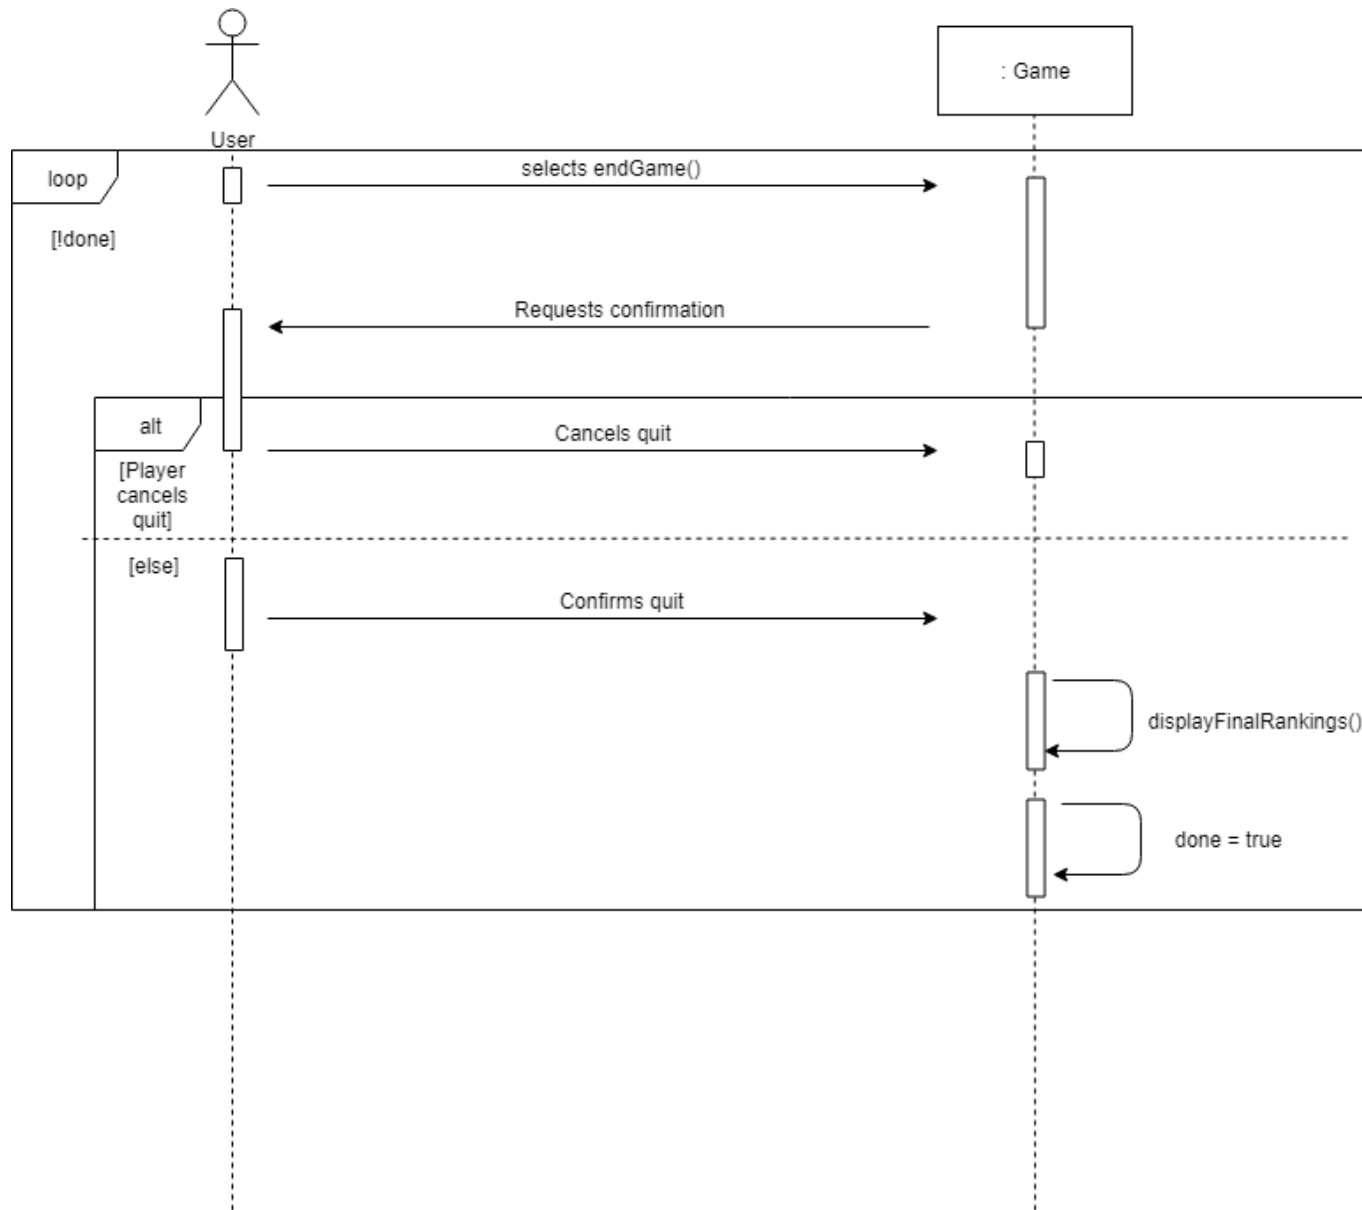 : Game
User
loop
selects endGame()
[!done]
Requests confirmation
alt
Cancels quit
[Player
cancels
quit]
[else]
Confirms quit
displayFinalRankings()
done = true